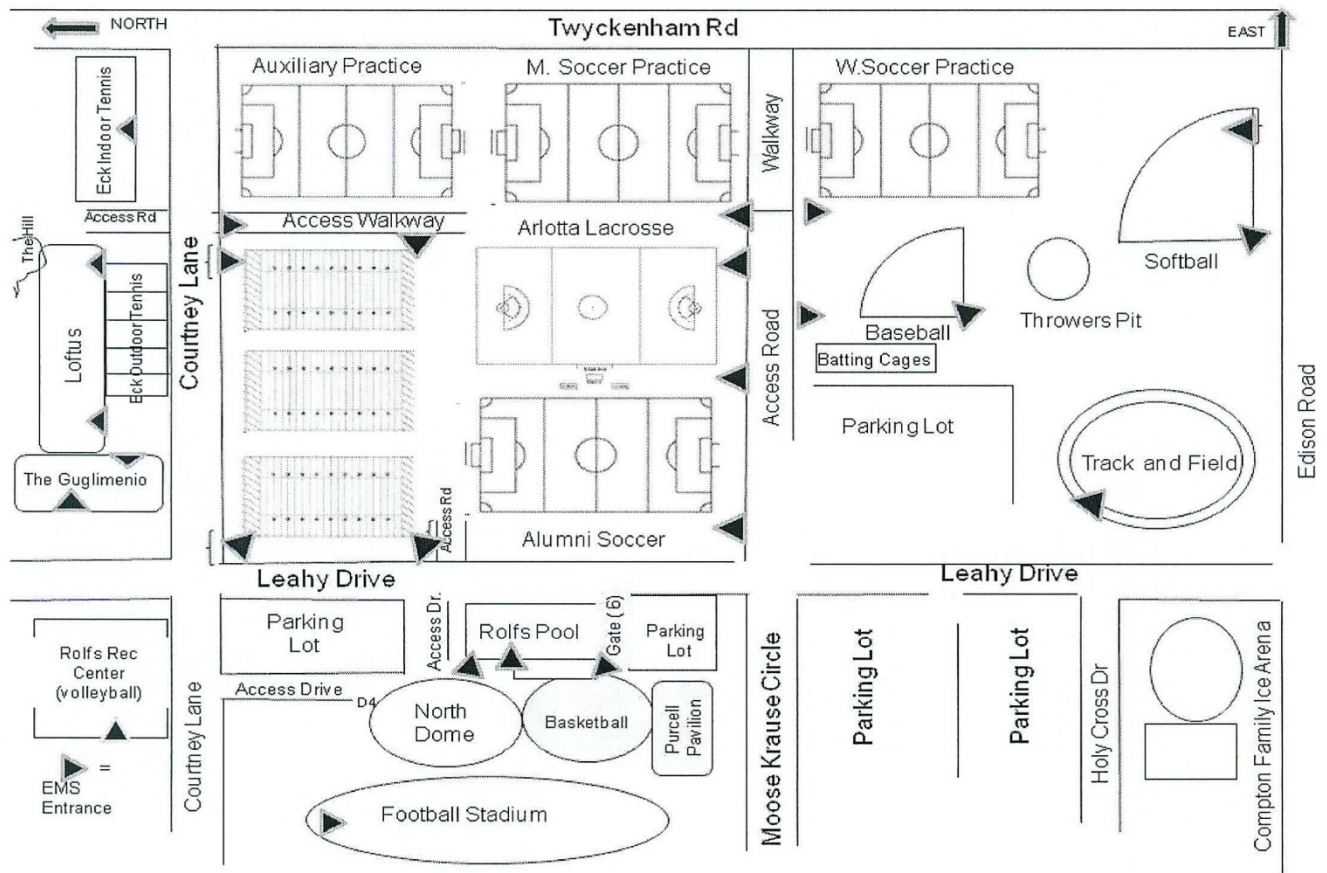 NORTH
Twyckenham Rd
EAST
Auxiliary Practice
M. Soccer Practice
W.Soccer Practice
Eck Indoor Tennis
Walkway
Access Rd
Access Walkway
Arlotta Lacrosse
The Hill
Courtney Lane
Softball
Loftus
Eck Outdoor Tennis
Throwers Pit
Baseball
Batting Cages
Access Road
Parking Lot
Edison Road
Track and Field
The Guglimenio
Access Rd
Alumni Soccer
Leahy Drive
Leahy Drive
Parking
Lot
Access Dr.
Rolfs Pool
Gate (6)
Parking
Lot
Rolfs Rec
Center
(volleyball)
Access Drive
D4
North
Dome
Basketball
Purcell
Pavilion
Moose Krause Circle
Parking Lot
Parking Lot
Holy Cross Dr
Compton Family Ice Arena
Courtney Lane
=
EMS
Entrance
Football Stadium